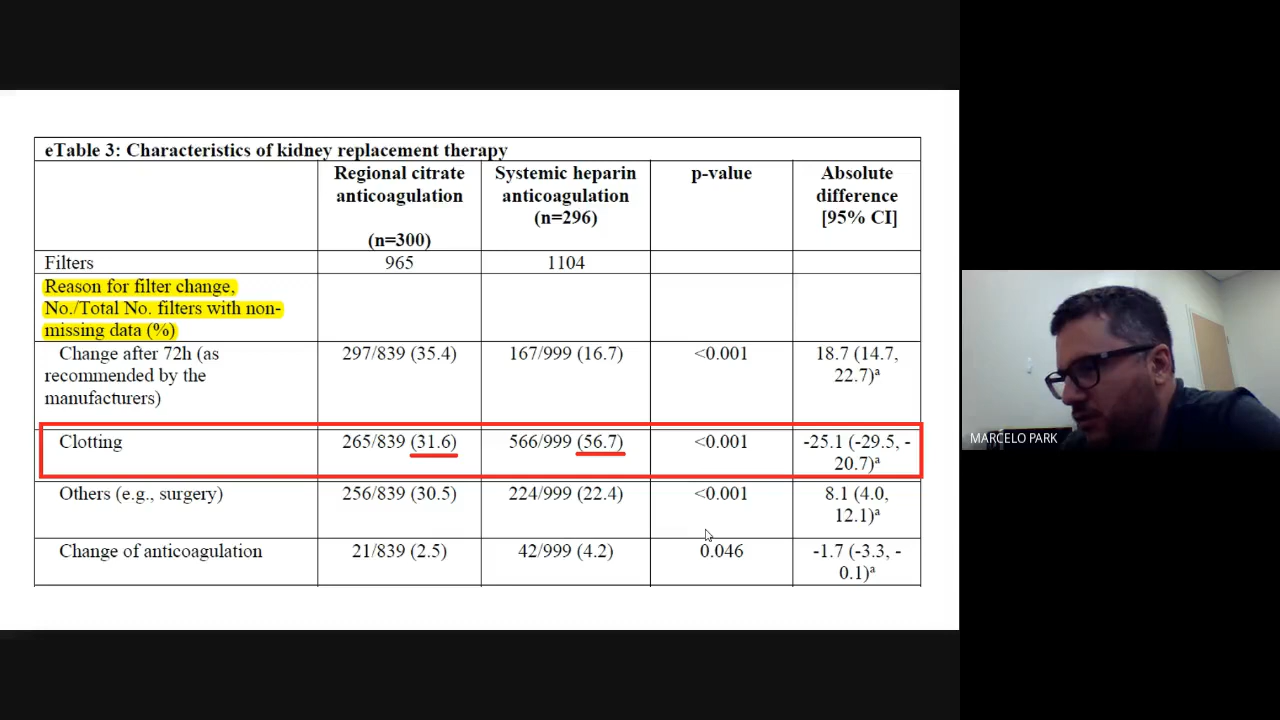 eTable 3: Characteristics of kidney replacement therapy
Regional citrate
anticoagulation
(n=300)
Systemic heparin
anticoagulation
(n=296)
p-value
Absolute
difference
[95% CI]
Filters
965
1104
Reason for filter change,
No./Total No. filters with non-
missing data (%)
Change after 72h (as
recommended by the
manufacturers)
297/839 (35.4)
167/999 (16.7)
<0.001
18.7 (14.7,
22.7)ª
Clotting
265/839 (31.6)
566/999 (56.7)
<0.001
-25.1 (-29.5, -
20.7)ª
Others (e.g., surgery)
256/839 (30.5)
224/999 (22.4)
<0.001
8.1 (4.0,
12.1)ª
Change of anticoagulation
21/839 (2.5)
42/999 (4.2)
0.046
-1.7 (-3.3, -
0.1)ª
MARCELO PARK